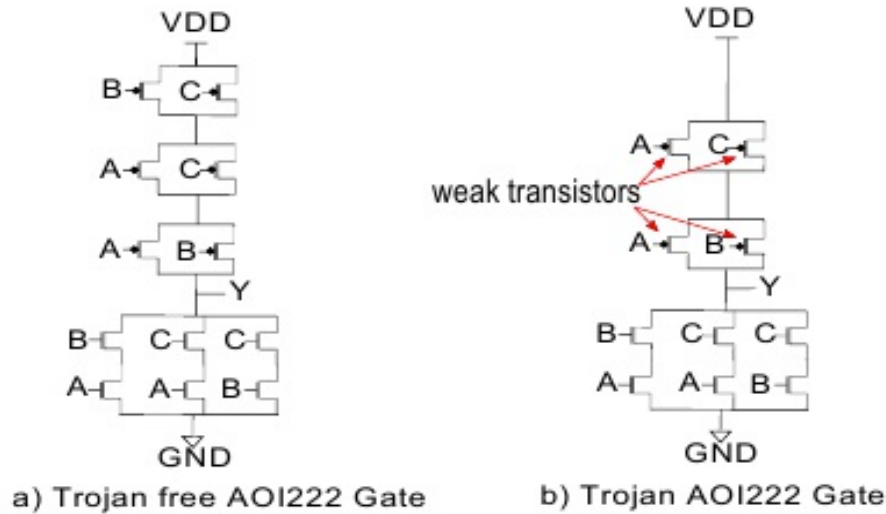 VDD
B C
A C
A B
Y
B C C
A A B
GND
a) Trojan free AOI222 Gate
VDD
A C
weak transistors
A B
Y
B C C
A A B
GND
b) Trojan AOI222 Gate